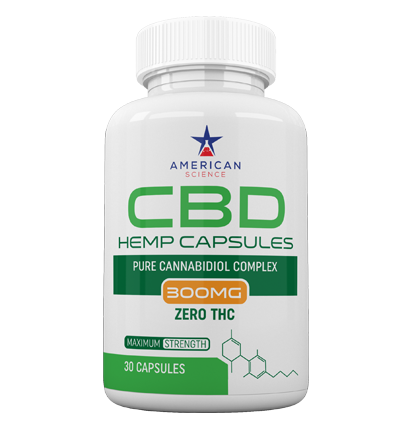 AMERICAN
SCIENCE
CBD
HEMP CAPSULES
PURE CANNABIDIOL COMPLEX
300MG
ZERO THC
MAXIMUM STRENGTH
30 CAPSULES